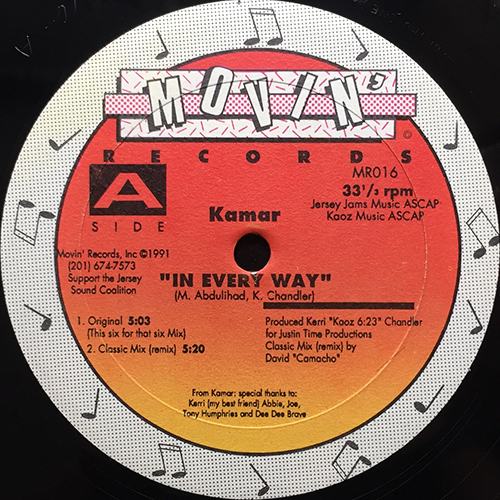 MOVIN'
RECORDS
MR016
33 1/3 rpm
Jersey Jams Music ASCAP
Kaoz Music ASCAP
A
SIDE
Kamar
Movin' Records, Inc ©1991
(201) 674-7573
Support the Jersey
Sound Coalition
"IN EVERY WAY"
(M. Abdulihad, K. Chandler)
1. Original 5:03
(This six for that six Mix)
2. Classic Mix (remix) 5:20
Produced Kerri "Kaoz 6:23" Chandler
for Justin Time Productions
Classic Mix (remix) by
David "Camacho"
From Kamar: special thanks to:
Kerri (my best friend) Abbie, Joe,
Tony Humphries and Dee Dee Brave